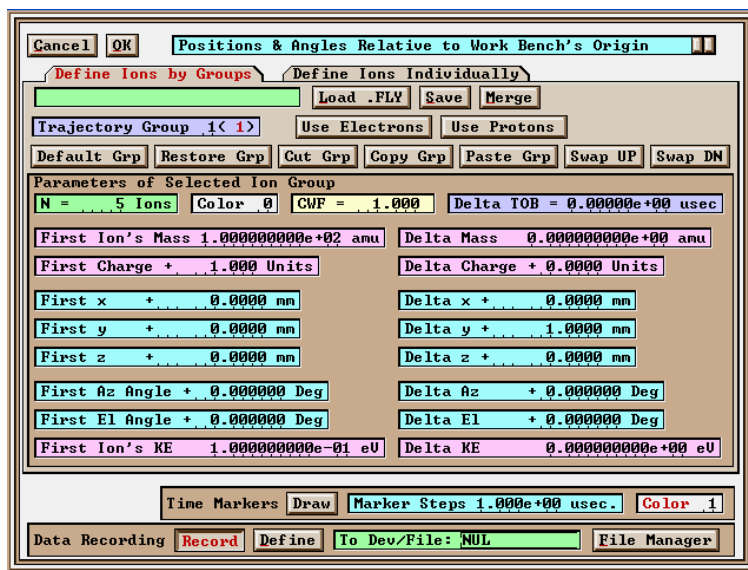 Cancel OK Positions & Angles Relative to Work Bench's Origin
Define Ions by Groups Define Ions Individually
Load .FLY Save Merge
Trajectory Group 1( 1) Use Electrons Use Protons
Default Grp Restore Grp Cut Grp Copy Grp Paste Grp Swap UP Swap DN
Parameters of Selected Ion Group
N = 5 Ions Color 0 CWF = 1.000 Delta TOB = 0.00000e+00 usec
First Ion's Mass 1.000000000e+02 amu Delta Mass 0.000000000e+00 amu
First Charge + 1.000 Units Delta Charge + 0.0000 Units
First x + 0.0000 mm Delta x + 0.0000 mm
First y + 0.0000 mm Delta y + 1.0000 mm
First z + 0.0000 mm Delta z + 0.0000 mm
First Az Angle + 0.000000 Deg Delta Az + 0.000000 Deg
First El Angle + 0.000000 Deg Delta El + 0.000000 Deg
First Ion's KE 1.000000000e-01 eV Delta KE 0.000000000e+00 eV
Time Markers Draw Marker Steps 1.000e+00 usec. Color 1
Data Recording Record Define To Dev/File: NUL File Manager